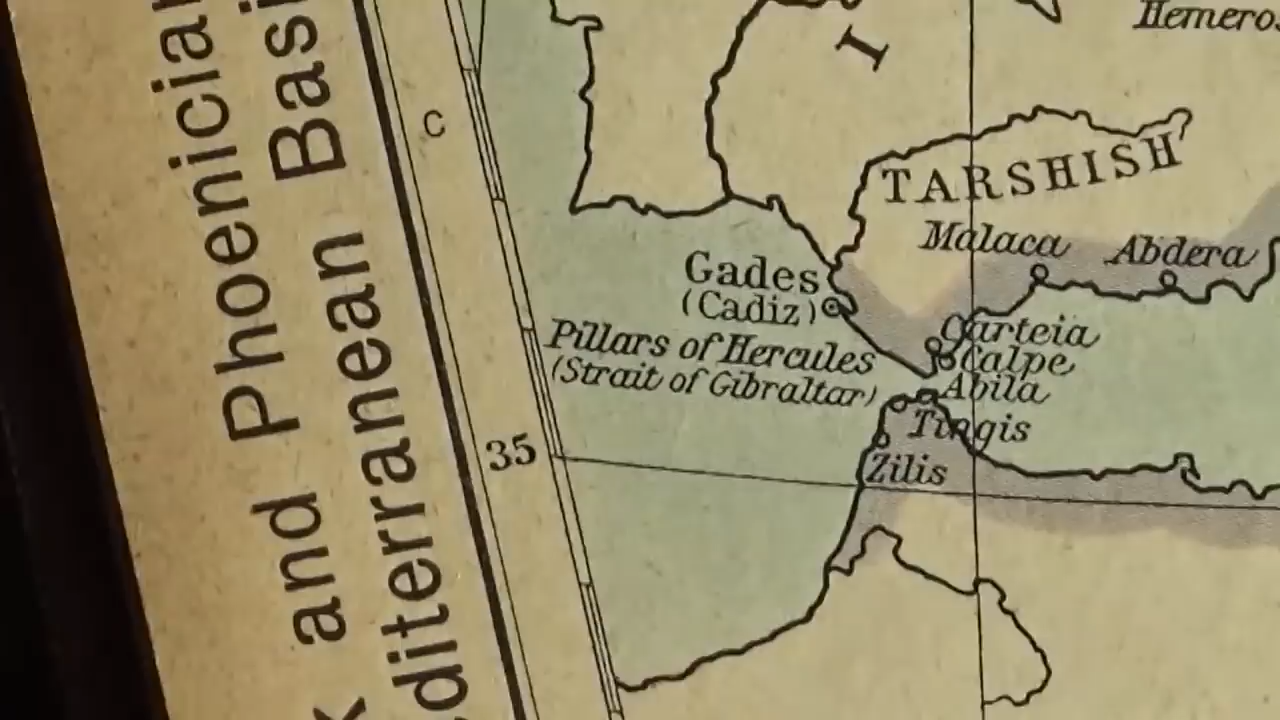 and Phoenicia
diterranean Basi
C
35
I
Hemero
TARSHISH
Malaca
Abdera
Gades
(Cadiz)
Pillars of Hercules
(Strait of Gibraltar)
Carteia
Calpe
Abila
Tingis
Zilis